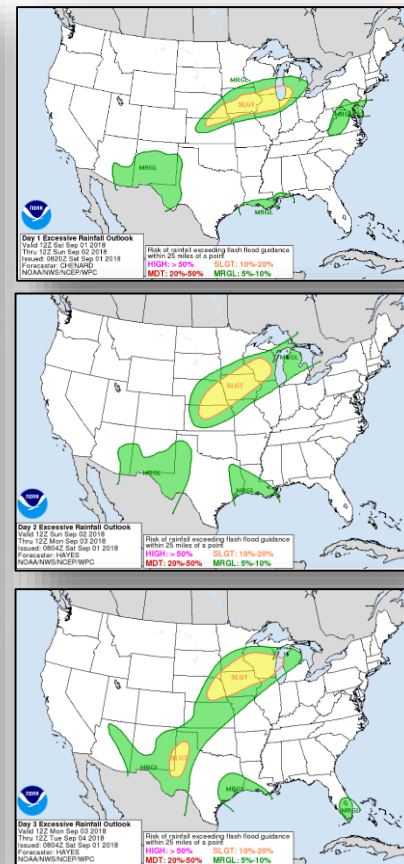 MRGL
SLGT
MRGL
MRGL
MRGL
NOAA
Day 1 Excessive Rainfall Outlook
Valid 12Z Sat Sep 01 2018
Thru 12Z Sun Sep 02 2018
Issued: 0820Z Sat Sep 01 2018
Forecaster: CHENARD
NOAA/NWS/NCEP/WPC
Risk of rainfall exceeding flash flood guidance
within 25 miles of a point
HIGH: > 50% SLGT: 10%-20%
MDT: 20%-50% MRGL: 5%-10%
MRGL
SLGT
MRGL
MRGL
NOAA
Day 2 Excessive Rainfall Outlook
Valid 12Z Sun Sep 02 2018
Thru 12Z Mon Sep 03 2018
Issued: 0804Z Sat Sep 01 2018
Forecaster: HAYES
NOAA/NWS/NCEP/WPC
Risk of rainfall exceeding flash flood guidance
within 25 miles of a point
HIGH: > 50% SLGT: 10%-20%
MDT: 20%-50% MRGL: 5%-10%
SLGT
SLGT
MRGL
MRGL
MRGL
NOAA
Day 3 Excessive Rainfall Outlook
Valid 12Z Mon Sep 03 2018
Thru 12Z Tue Sep 04 2018
Issued: 0804Z Sat Sep 01 2018
Forecaster: HAYES
NOAA/NWS/NCEP/WPC
Risk of rainfall exceeding flash flood guidance
within 25 miles of a point
HIGH: > 50% SLGT: 10%-20%
MDT: 20%-50% MRGL: 5%-10%